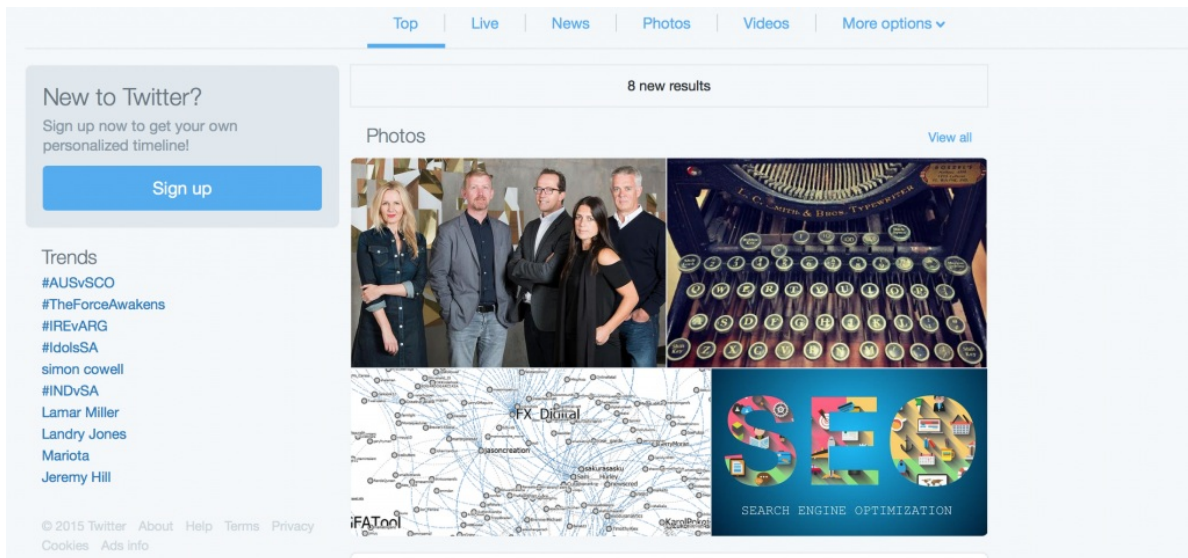 Top Live News Photos Videos More options
New to Twitter?
Sign up now to get your own
personalized timeline!
Sign up
Trends
#AUSvSCO
#TheForceAwakens
#IREvARG
#IdolsSA
simon cowell
#INDvSA
Lamar Miller
Landry Jones
Mariota
Jeremy Hill
© 2015 Twitter About Help Terms Privacy
Cookies Ads info
8 new results
Photos View all
L. C. SMITH & BROS. TYPEWRITER
Q W E R T Y U I O P
A S D F G H J K L
Z X C V B N M
FX_Digital
jasoncreation
sakurasasku
newscred
SEO
SEARCH ENGINE OPTIMIZATION